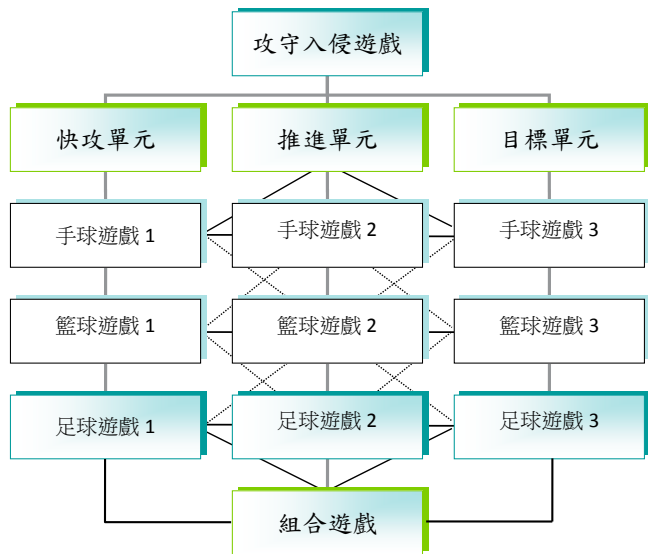 攻守入侵遊戲
快攻單元
推進單元
目標單元
手球遊戲 1
手球遊戲 2
手球遊戲 3
籃球遊戲 1
籃球遊戲 2
籃球遊戲 3
足球遊戲 1
足球遊戲 2
足球遊戲 3
組合遊戲